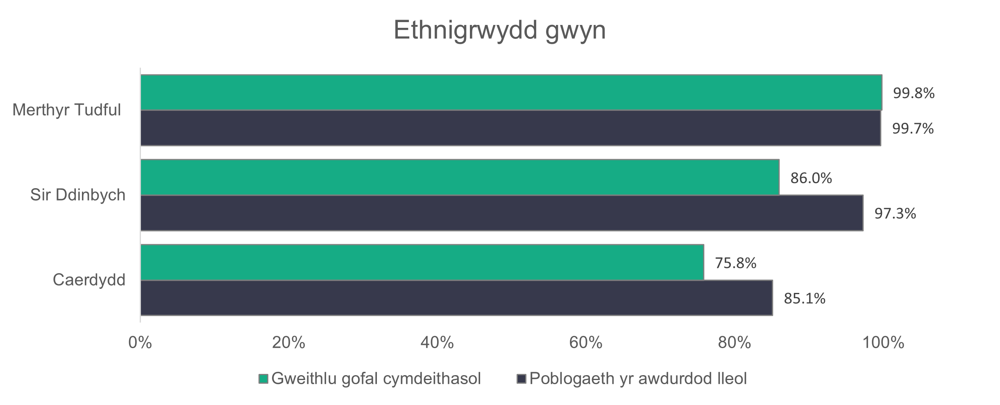 Ethnigrwydd gwyn
Merthyr Tudful
99.8%
99.7%
Sir Ddinbych
86.0%
97.3%
Caerdydd
75.8%
85.1%
0% 20% 40% 60% 80% 100%
Gweithlu gofal cymdeithasol Poblogaeth yr awdurdod lleol